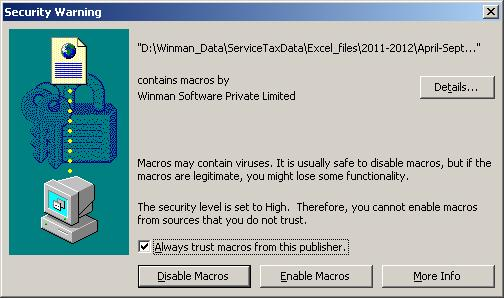 Security Warning
"D:\Winman_Data\ServiceTaxData\Excel_files\2011-2012\April-Sept..."
contains macros by
Winman Software Private Limited
Details...
Macros may contain viruses. It is usually safe to disable macros, but if the
macros are legitimate, you might lose some functionality.
The security level is set to High. Therefore, you cannot enable macros
from sources that you do not trust.
Always trust macros from this publisher.
Disable Macros Enable Macros More Info